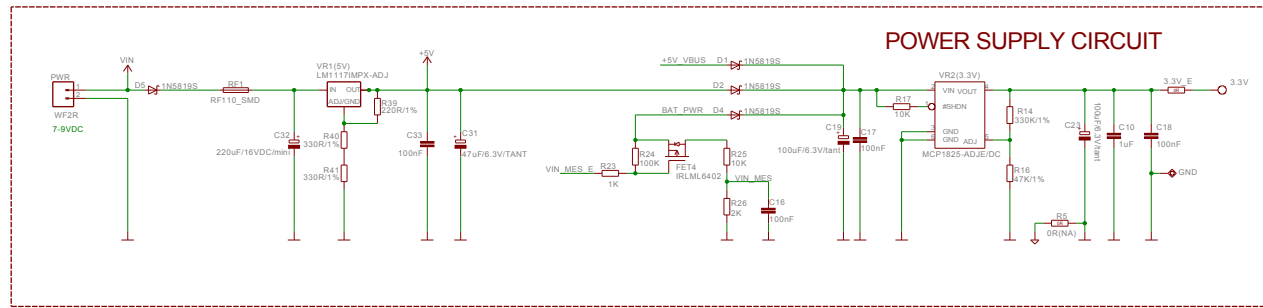 POWER SUPPLY CIRCUIT
PWR
1
2
WF2R
7-9VDC
VIN
D5
1N5819S
RF1
RF110_SMD
C32
220uF/16VDC/mini
VR1(5V)
LM1117IMPX-ADJ
IN OUT
ADJ/GND
R39
220R/1%
R40
330R/1%
R41
330R/1%
+5V
C33
100nF
C31
47uF/6.3V/TANT
+5V_VBUS
D1
1N5819S
D2
1N5819S
BAT_PWR
D4
1N5819S
VIN_MES_E
R23
1K
R24
100K
FET4
IRLML6402
R25
10K
VIN_MES
R26
2K
C16
100nF
C19
100uF/6.3V/tant
C17
100nF
R17
10K
VR2(3.3V)
VIN VOUT
#SHDN
GND
GND ADJ
MCP1825-ADJE/DC
R14
330K/1%
R16
47K/1%
R5
0R(NA)
C23
100uF/6.3V/tant
C10
1uF
C18
100nF
3.3V_E
3.3V
GND